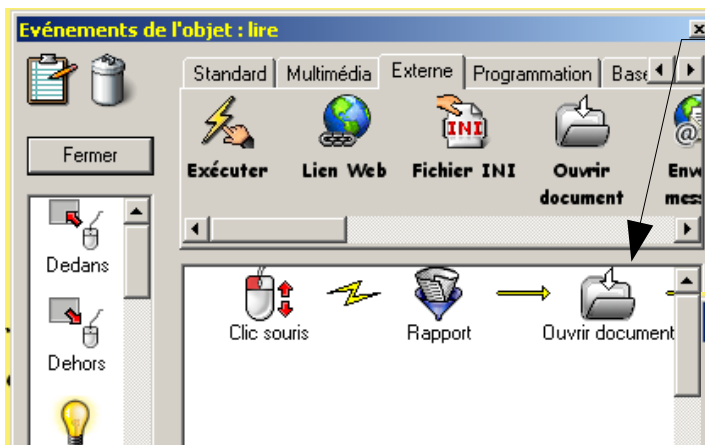 Evénements de l'objet : lire
Standard Multimédia Externe Programmation
Fermer
Exécuter Lien Web Fichier INI Ouvrir document
INI
@
Dedans
Dehors
Clic souris Rapport Ouvrir document